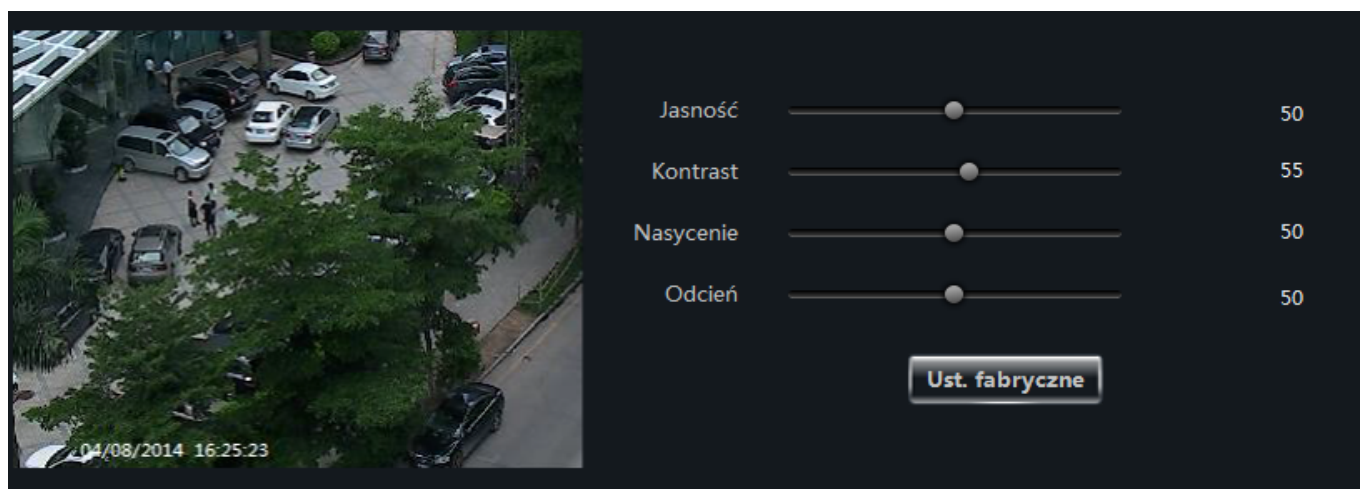 Jasność 50
Kontrast 55
Nasycenie 50
Odcień 50
Ust. fabryczne
04/08/2014 16:25:23